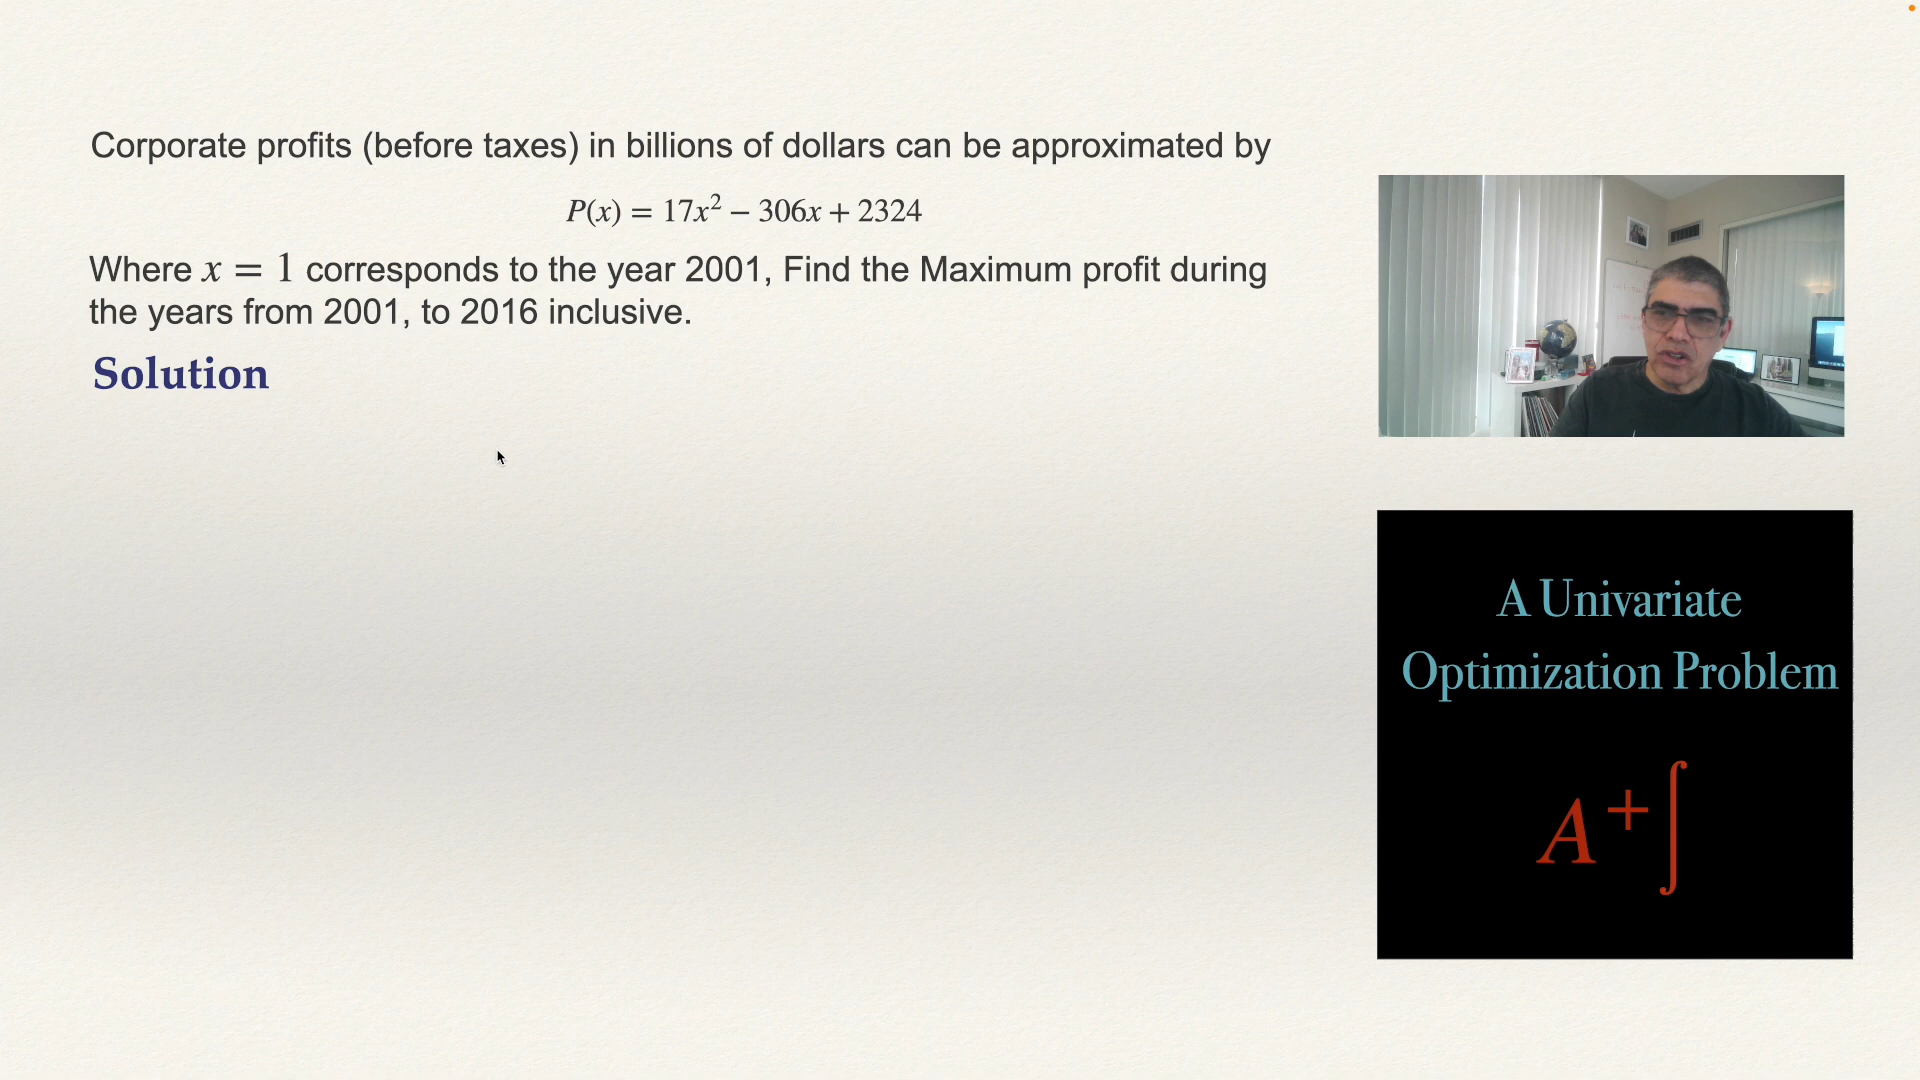 Corporate profits (before taxes) in billions of dollars can be approximated by
P(x) = 17x² − 306x + 2324
Where x = 1 corresponds to the year 2001, Find the Maximum profit during
the years from 2001, to 2016 inclusive.
Solution
A Univariate
Optimization Problem
A⁺∫